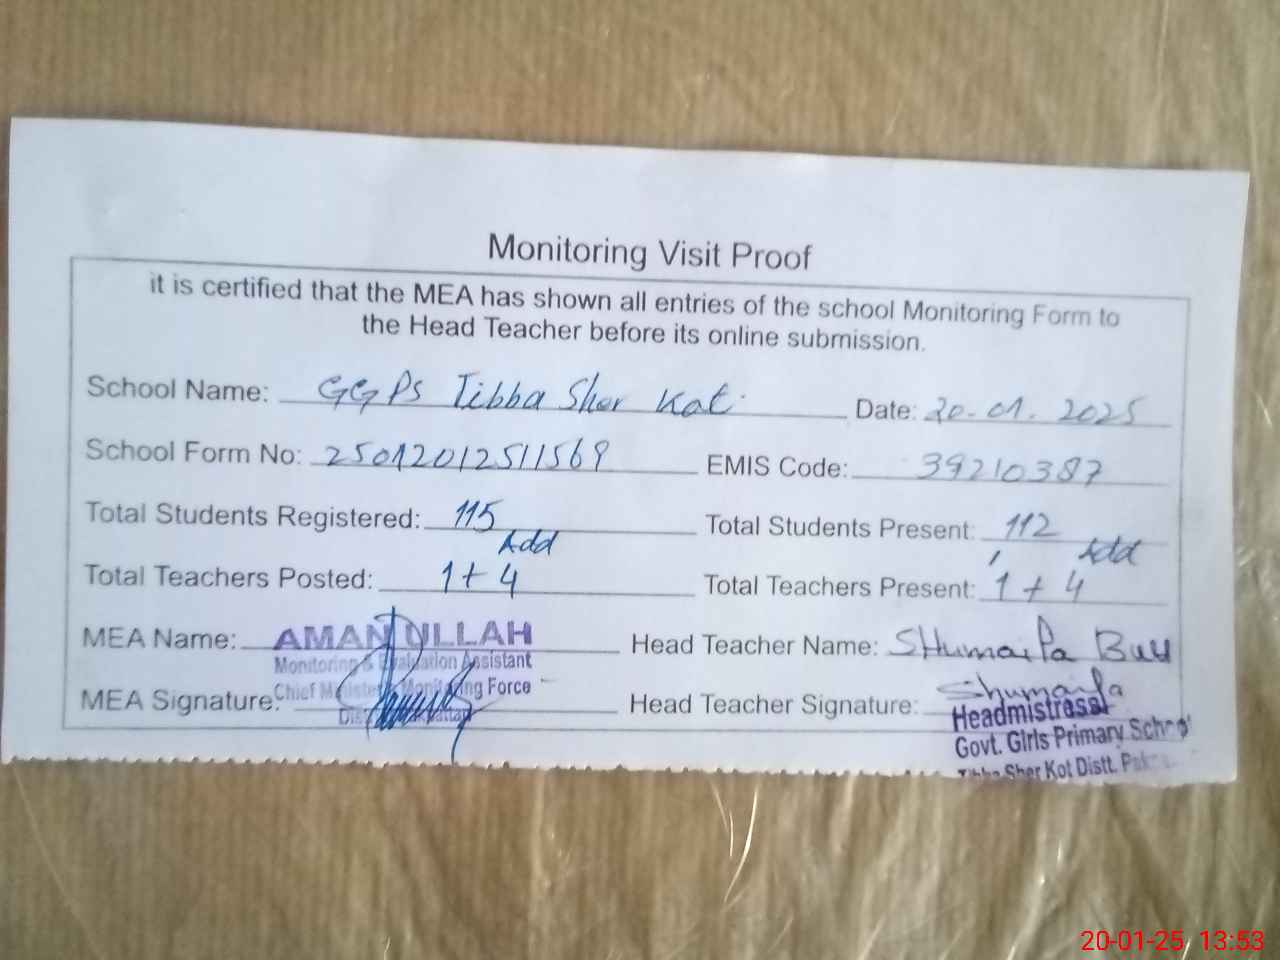 Monitoring Visit Proof
it is certified that the MEA has shown all entries of the school Monitoring Form to
the Head Teacher before its online submission.
School Name: GGPS Tibba Sher Kot Date: 20-01-2025
School Form No: 25012012511569 EMIS Code: 39210387
Total Students Registered: 115 Total Students Present: 112
Add Add
Total Teachers Posted: 1+4 Total Teachers Present: 1+4
MEA Name: AMAN ULLAH Head Teacher Name: SHumaila
Monitoring & Evaluation Assistant
MEA Signature: Chief Minister's Monitoring Force Head Teacher Signature: Shumaila
Headmistress
Govt. Girls Primary School
Tibba Sher Kot Distt.
20-01-25 13:53